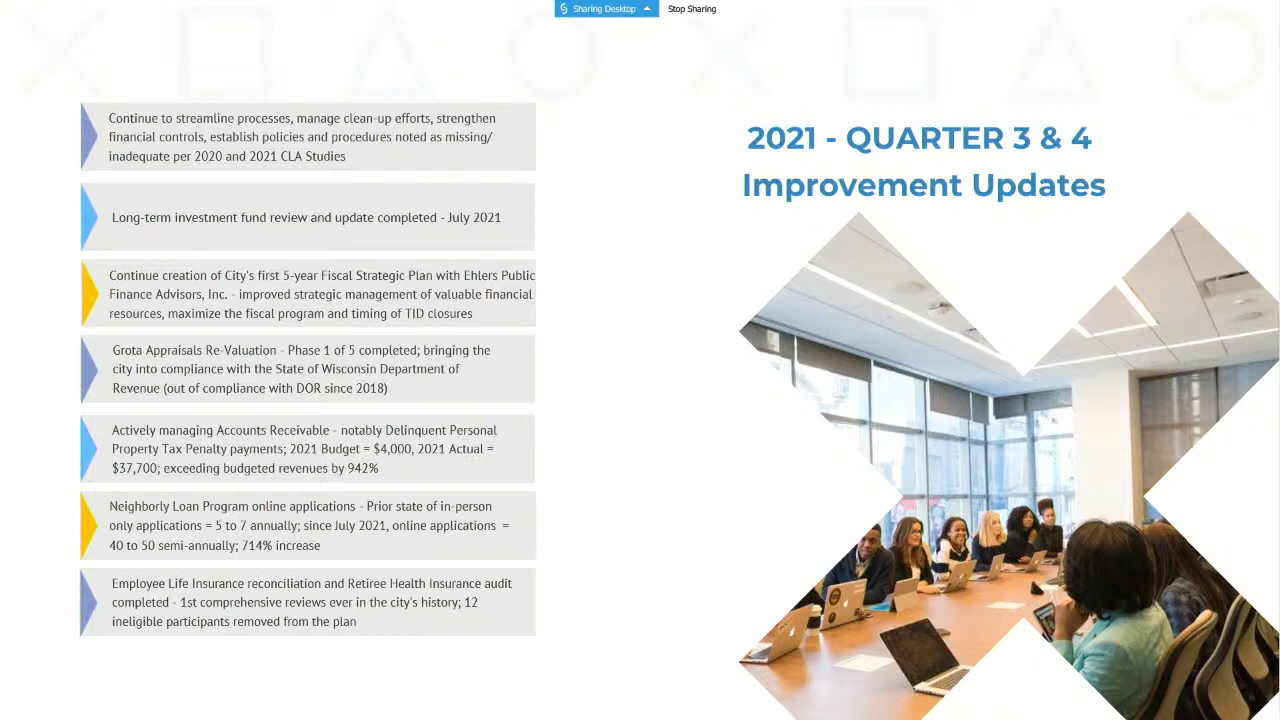 Sharing Desktop
Stop Sharing
Continue to streamline processes, manage clean-up efforts, strengthen
financial controls, establish policies and procedures noted as missing/
inadequate per 2020 and 2021 CLA Studies
Long-term investment fund review and update completed - July 2021
Continue creation of City's first 5-year Fiscal Strategic Plan with Ehlers Public
Finance Advisors, Inc. - improved strategic management of valuable financial
resources, maximize the fiscal program and timing of TID closures
Grota Appraisals Re-Valuation - Phase 1 of 5 completed; bringing the
city into compliance with the State of Wisconsin Department of
Revenue (out of compliance with DOR since 2018)
Actively managing Accounts Receivable - notably Delinquent Personal
Property Tax Penalty payments; 2021 Budget = $4,000, 2021 Actual =
$37,700; exceeding budgeted revenues by 942%
Neighborly Loan Program online applications - Prior state of in-person
only applications = 5 to 7 annually; since July 2021, online applications =
40 to 50 semi-annually; 714% increase
Employee Life Insurance reconciliation and Retiree Health Insurance audit
completed - 1st comprehensive reviews ever in the city's history; 12
ineligible participants removed from the plan
2021 - QUARTER 3 & 4
Improvement Updates